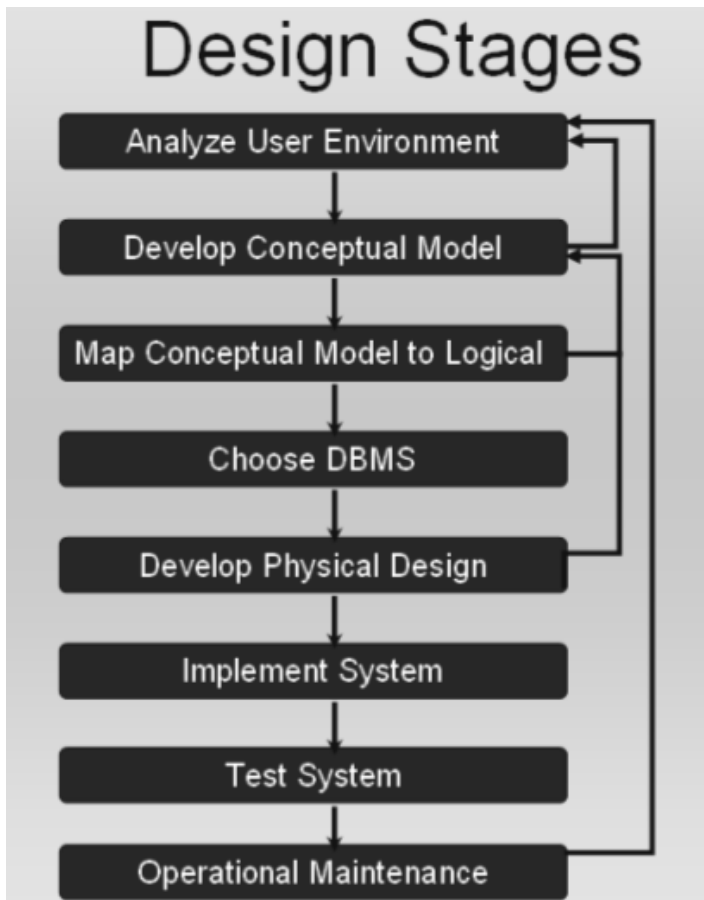 Design Stages
Analyze User Environment
Develop Conceptual Model
Map Conceptual Model to Logical
Choose DBMS
Develop Physical Design
Implement System
Test System
Operational Maintenance